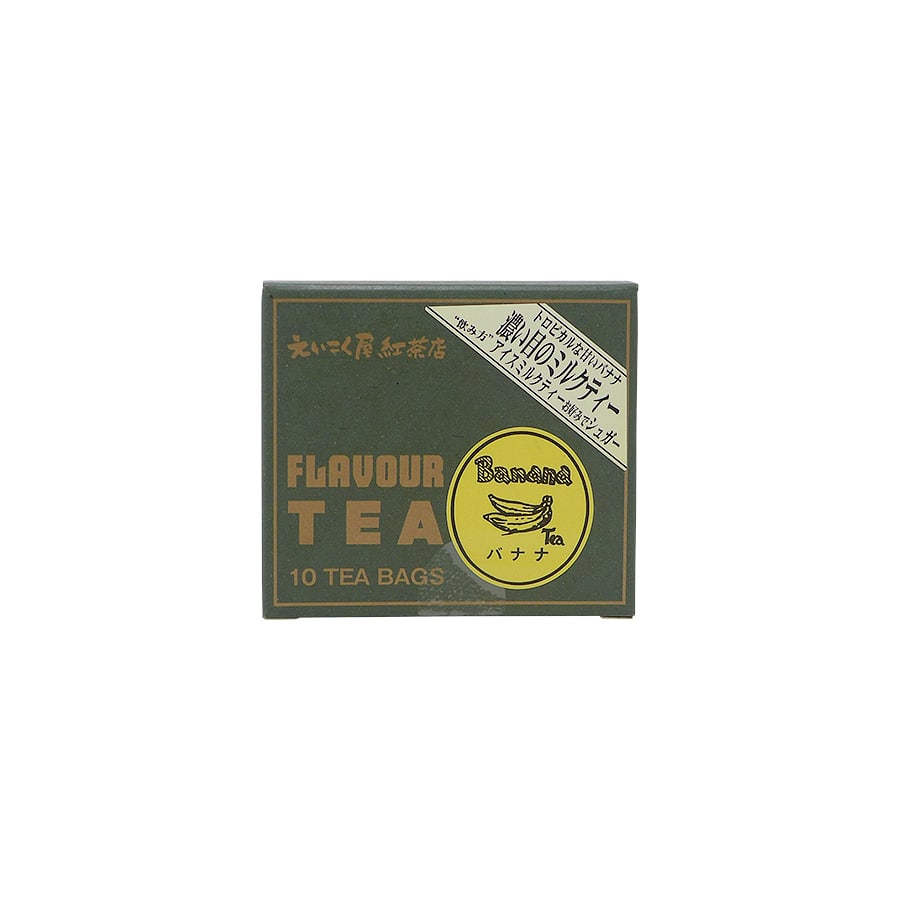 えいこく屋 紅茶店
トロピカルな甘いバナナ
濃い目のミルクティー
"飲み方" アイスミルクティーお好みでシュガー
FLAVOUR
TEA
10 TEA BAGS
Banana
Tea
バナナ